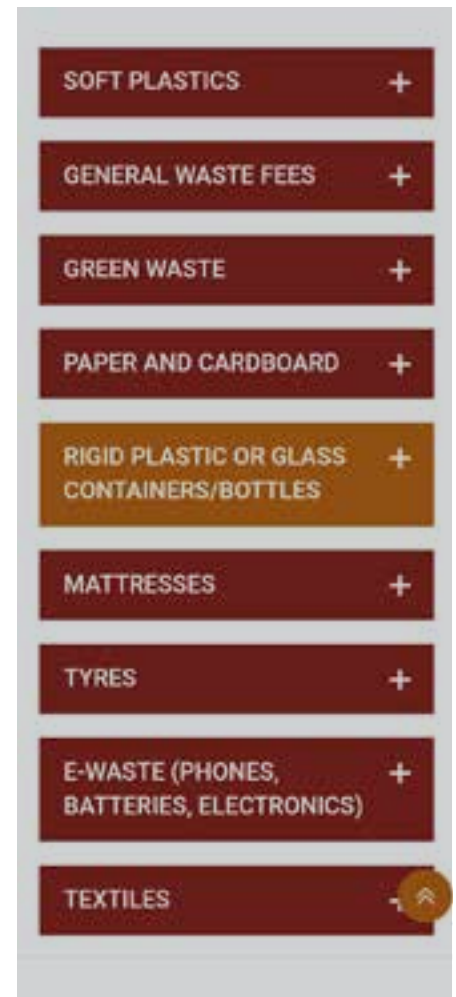 SOFT PLASTICS +
GENERAL WASTE FEES +
GREEN WASTE +
PAPER AND CARDBOARD +
RIGID PLASTIC OR GLASS +
CONTAINERS/BOTTLES
MATTRESSES +
TYRES +
E-WASTE (PHONES, +
BATTERIES, ELECTRONICS)
TEXTILES